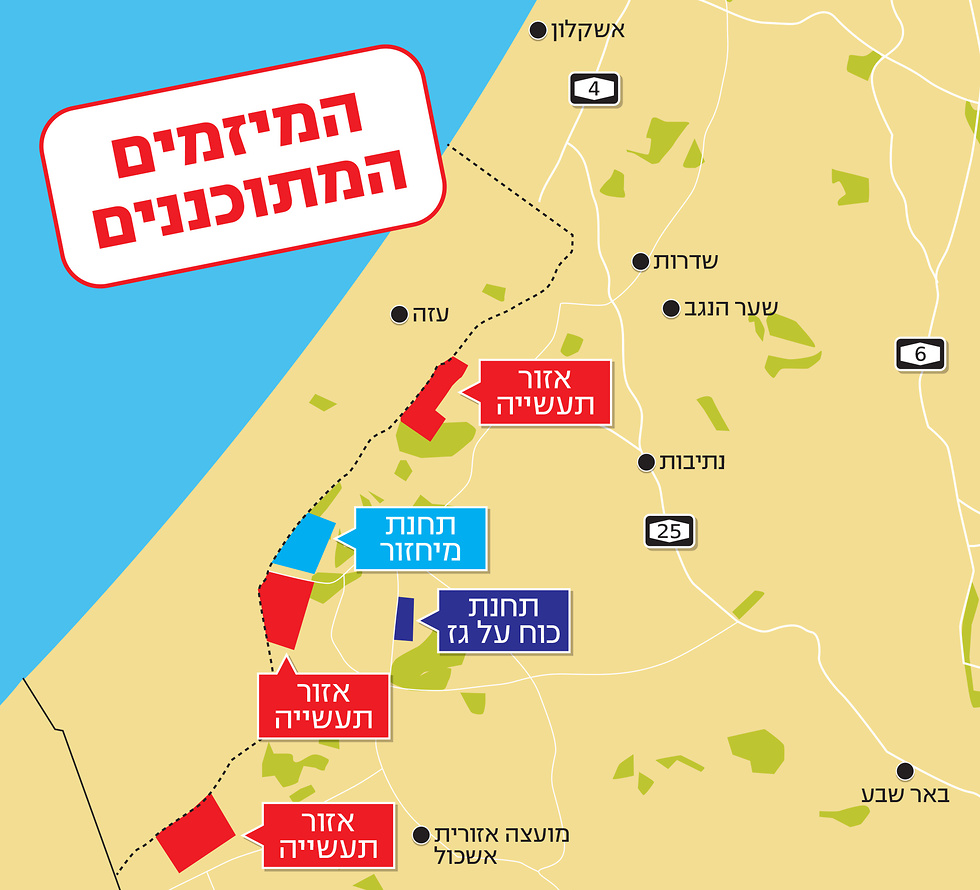 אשקלון
4
המיזמים
המתוכננים
שדרות
שער הנגב
עזה
6
אזור
תעשייה
נתיבות
תחנת
מיחזור
25
תחנת
כוח על גז
אזור
תעשייה
באר שבע
אזור
תעשייה
מועצה אזורית
אשכול